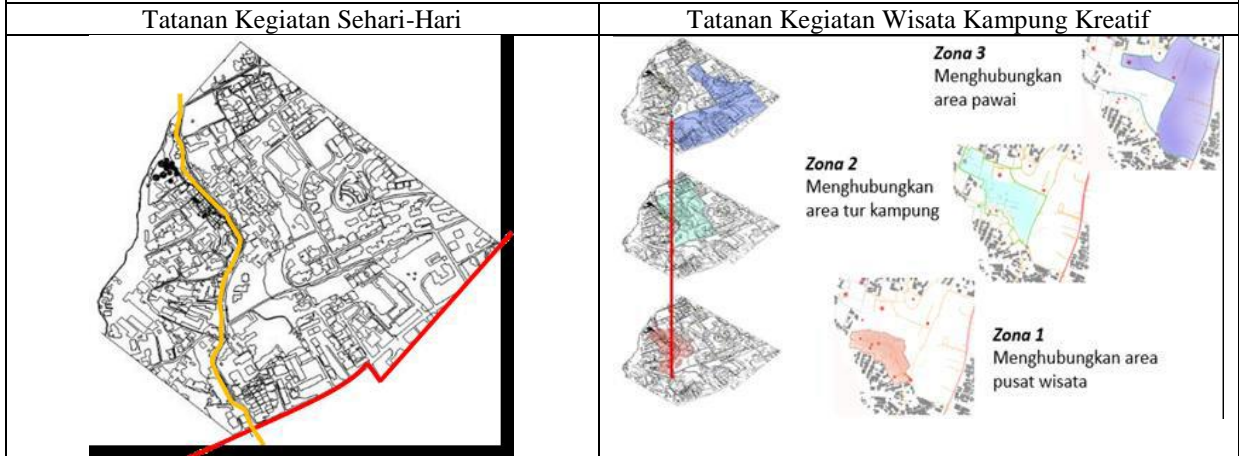 Tatanan Kegiatan Sehari-Hari
Tatanan Kegiatan Wisata Kampung Kreatif
Zona 3
Menghubungkan
area pawai
Zona 2
Menghubungkan
area tur kampung
Zona 1
Menghubungkan area
pusat wisata